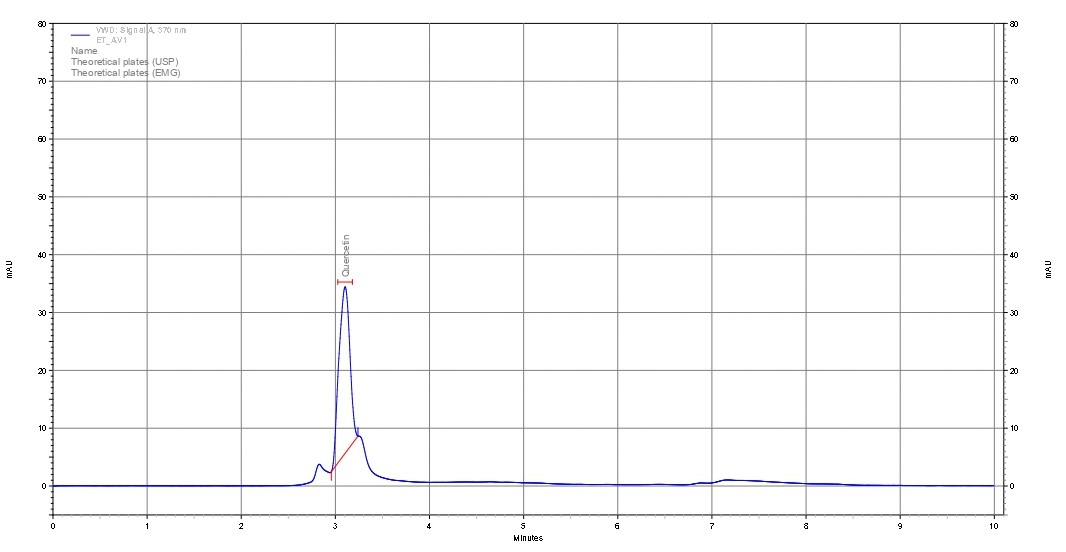 VWD: Signal A, 370 nm
ET_AV1
Name
Theoretical plates (USP)
Theoretical plates (EMG)
80 80
70 70
60 60
50 50
40 40
30 30
20 20
10 10
0 0
mAU mAU
Quercetin
0 1 2 3 4 5 6 7 8 9 10
Minutes